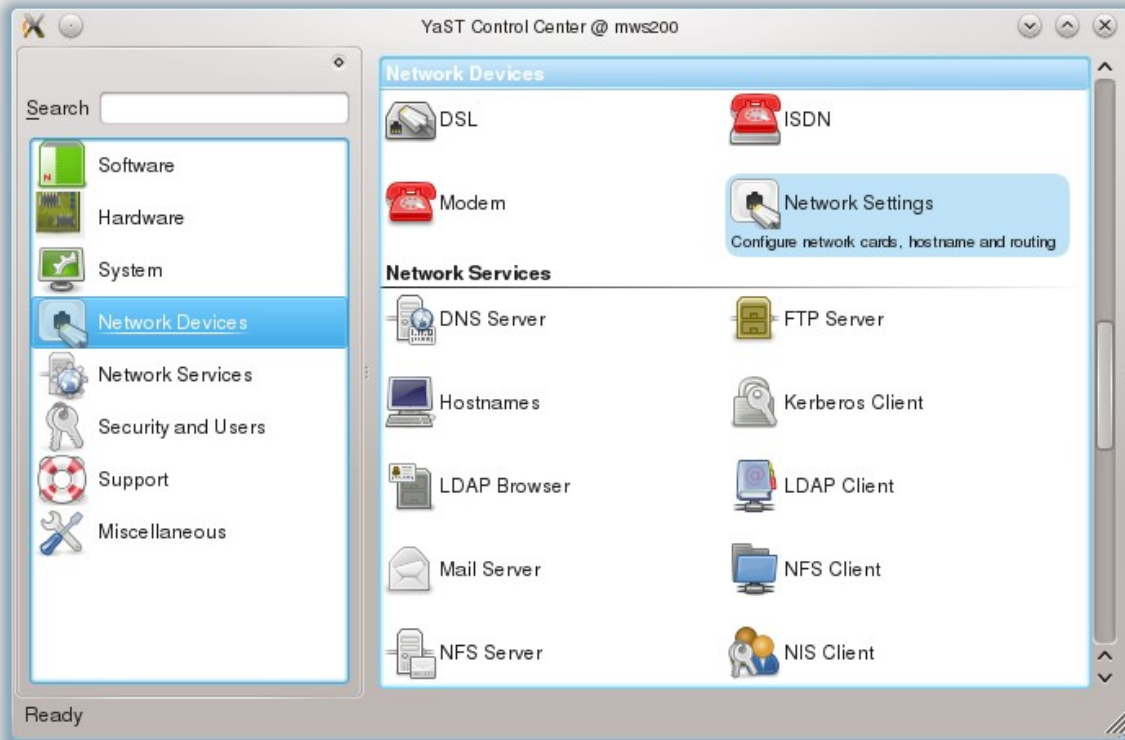 YaST Control Center @ mws200
Search
Software
Hardware
System
Network Devices
Network Services
Security and Users
Support
Miscellaneous
Network Devices
DSL
ISDN
Modem
Network Settings
Configure network cards, hostname and routing
Network Services
DNS Server
FTP Server
Hostnames
Kerberos Client
LDAP Browser
LDAP Client
Mail Server
NFS Client
NFS Server
NIS Client
Ready